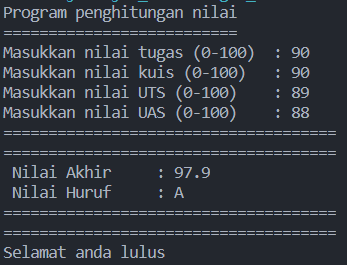 Program penghitungan nilai
==========================
Masukkan nilai tugas (0-100)  : 90
Masukkan nilai kuis (0-100)   : 90
Masukkan nilai UTS (0-100)    : 89
Masukkan nilai UAS (0-100)    : 88
=====================================
=====================================
 Nilai Akhir     : 97.9
 Nilai Huruf     : A
=====================================
=====================================
Selamat anda lulus